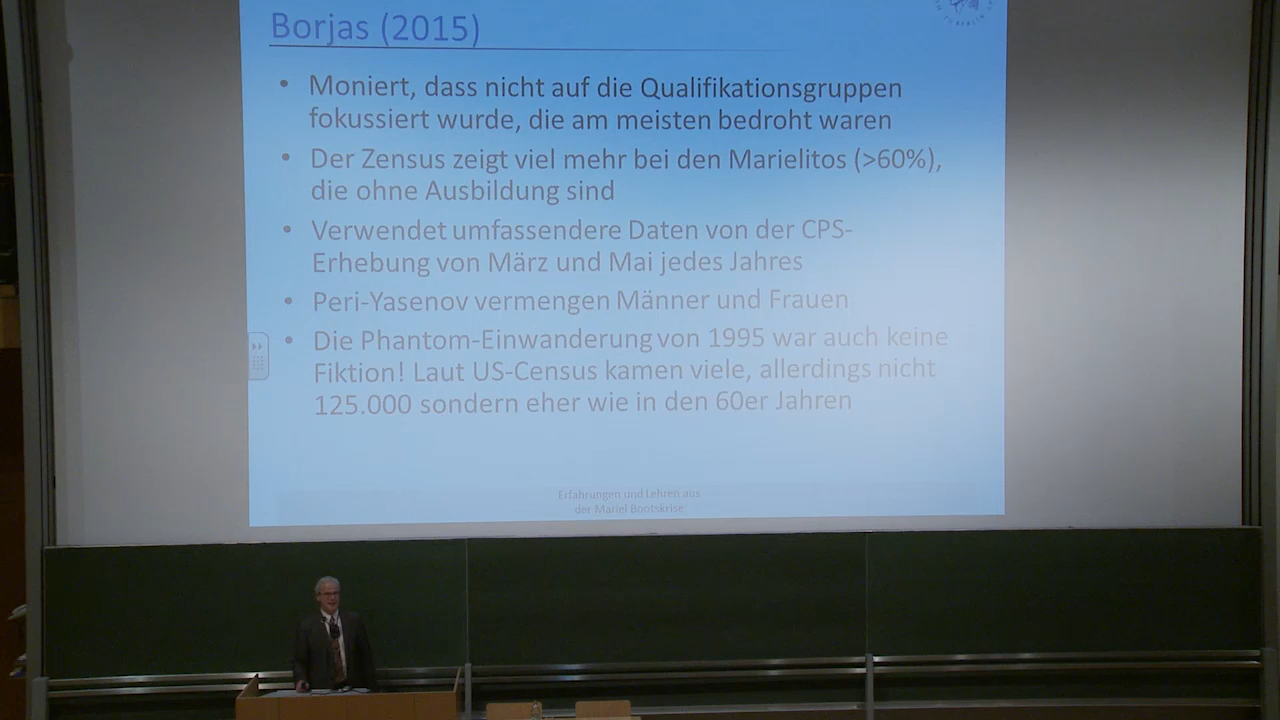 Borjas (2015)
• Moniert, dass nicht auf die Qualifikationsgruppen
fokussiert wurde, die am meisten bedroht waren
• Der Zensus zeigt viel mehr bei den Marielitos (>60%),
die ohne Ausbildung sind
• Verwendet umfassendere Daten von der CPS-
Erhebung von März und Mai jedes Jahres
• Peri-Yasenov vermengen Männer und Frauen
• Die Phantom-Einwanderung von 1995 war auch keine
Fiktion! Laut US-Census kamen viele, allerdings nicht
125.000 sondern eher wie in den 60er Jahren
Erfahrungen und Lehren aus
der Mariel Bootskrise